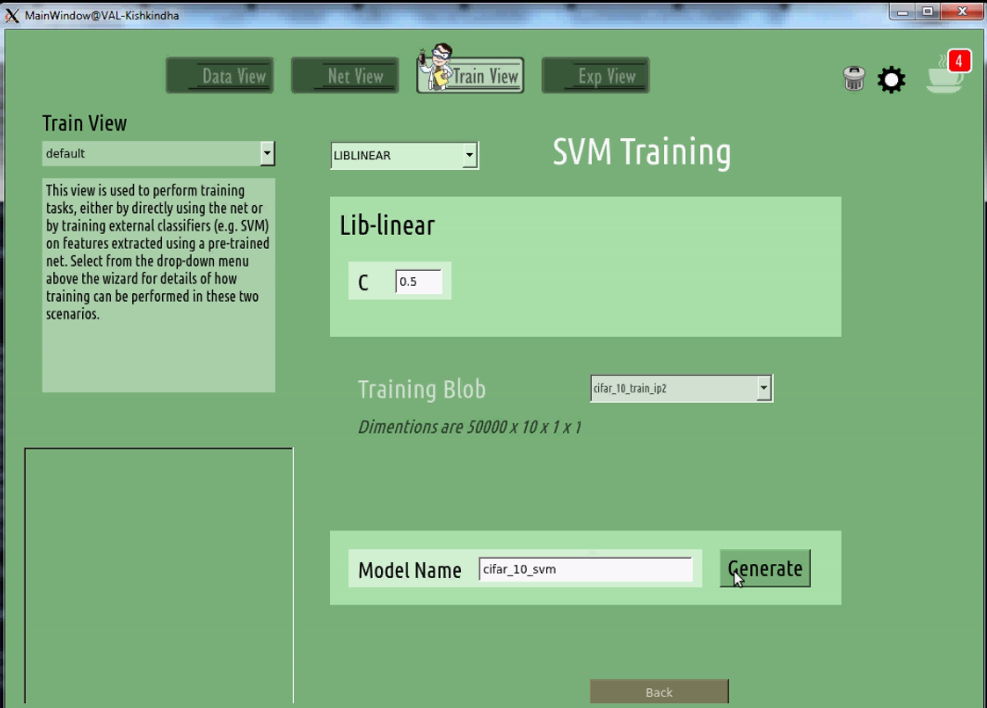 MainWindow@VAL-Kishkindha
Data View
Net View
Train View
Exp View
4
Train View
default
This view is used to perform training
tasks, either by directly using the net or
by training external classifiers (e.g. SVM)
on features extracted using a pre-trained
net. Select from the drop-down menu
above the wizard for details of how
training can be performed in these two
scenarios.
LIBLINEAR
SVM Training
Lib-linear
C 0.5
Training Blob cifar_10_train_ip2
Dimentions are 50000 x 10 x 1 x 1
Model Name cifar_10_svm Generate
Back